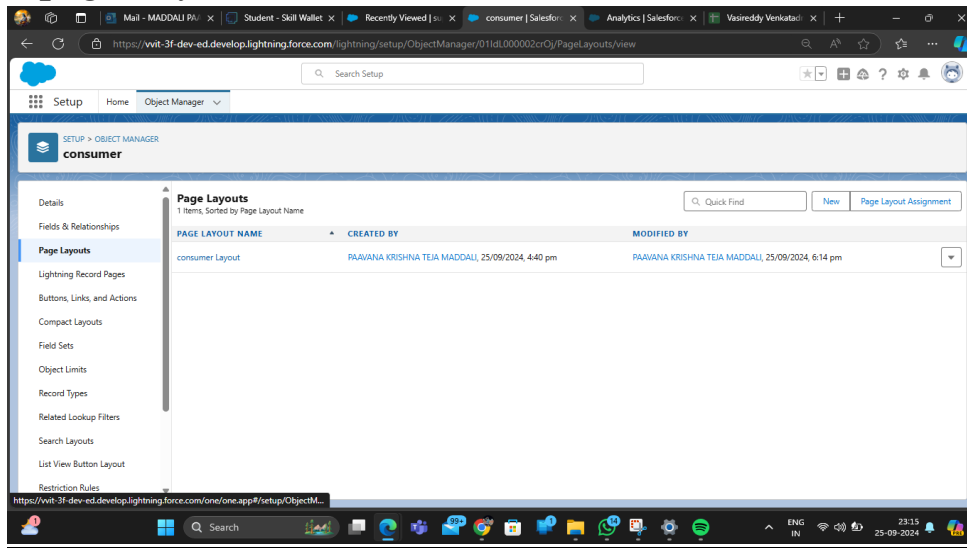 Mail - MADDALI PA
Student - Skill Wallet
Recently Viewed | su
consumer | Salesforc
Analytics | Salesforc
Vasireddy Venkatadr
https://vvit-3f-dev-ed.develop.lightning.force.com/lightning/setup/ObjectManager/01IdL000002crOj/PageLayouts/view
Search Setup
Setup Home Object Manager
SETUP > OBJECT MANAGER
consumer
Details
Fields & Relationships
Page Layouts
Lightning Record Pages
Buttons, Links, and Actions
Compact Layouts
Field Sets
Object Limits
Record Types
Related Lookup Filters
Search Layouts
List View Button Layout
Restriction Rules
Page Layouts
1 Items, Sorted by Page Layout Name
Quick Find
New
Page Layout Assignment
PAGE LAYOUT NAME CREATED BY MODIFIED BY
consumer Layout PAAVANA KRISHNA TEJA MADDALI, 25/09/2024, 4:40 pm PAAVANA KRISHNA TEJA MADDALI, 25/09/2024, 6:14 pm
https://vvit-3f-dev-ed.develop.lightning.force.com/one/one.app#/setup/ObjectM...
Search
99+
1
ENG
IN
23:15
25-09-2024